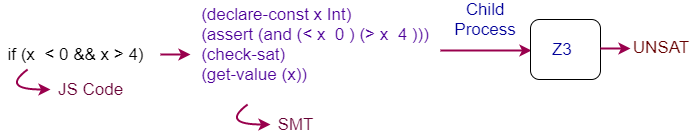 if (x < 0 && x > 4)
JS Code
(declare-const x Int)
(assert (and (< x 0 ) (> x 4 )))
(check-sat)
(get-value (x))
SMT
Child
Process
Z3
UNSAT